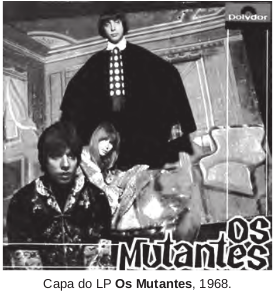 Polydor
OS
MUTANTES
Capa do LP Os Mutantes, 1968.